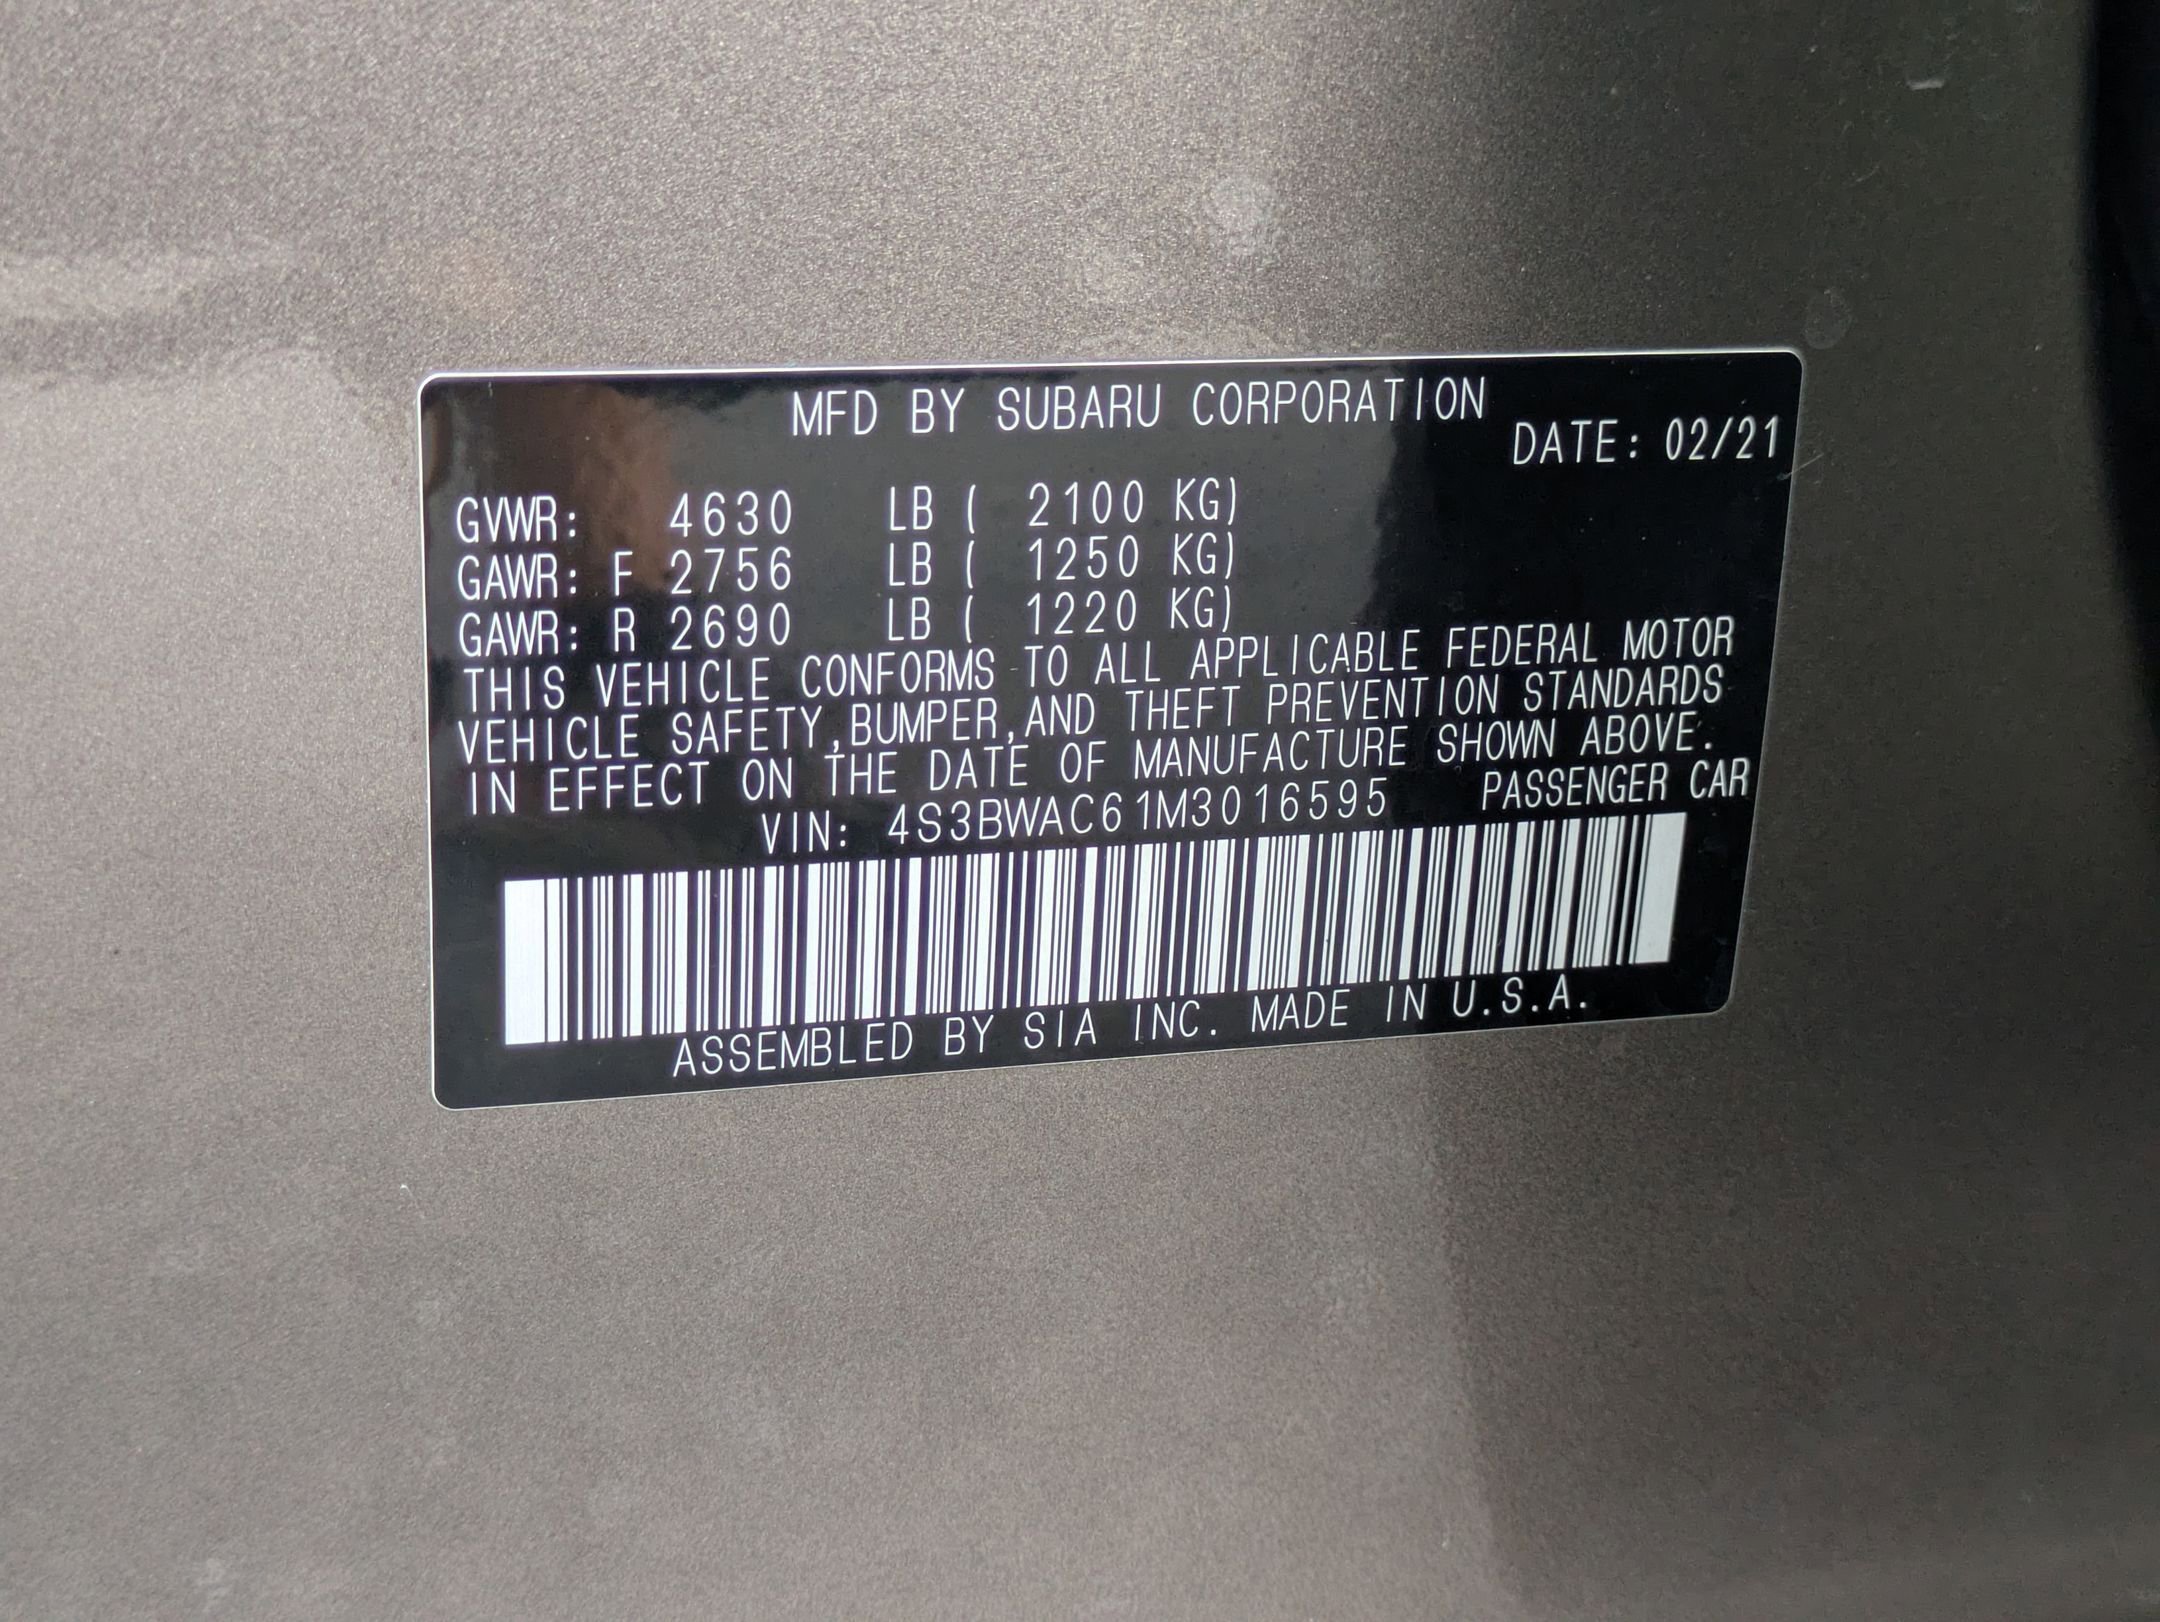 MFD BY SUBARU CORPORATION
DATE: 02/21
GVWR: 4630 LB ( 2100 KG)
GAWR: F 2756 LB ( 1250 KG)
GAWR: R 2690 LB ( 1220 KG)
THIS VEHICLE CONFORMS TO ALL APPLICABLE FEDERAL MOTOR
VEHICLE SAFETY,BUMPER,AND THEFT PREVENTION STANDARDS
IN EFFECT ON THE DATE OF MANUFACTURE SHOWN ABOVE.
VIN: 4S3BWAC61M3016595 PASSENGER CAR
ASSEMBLED BY SIA INC. MADE IN U.S.A.